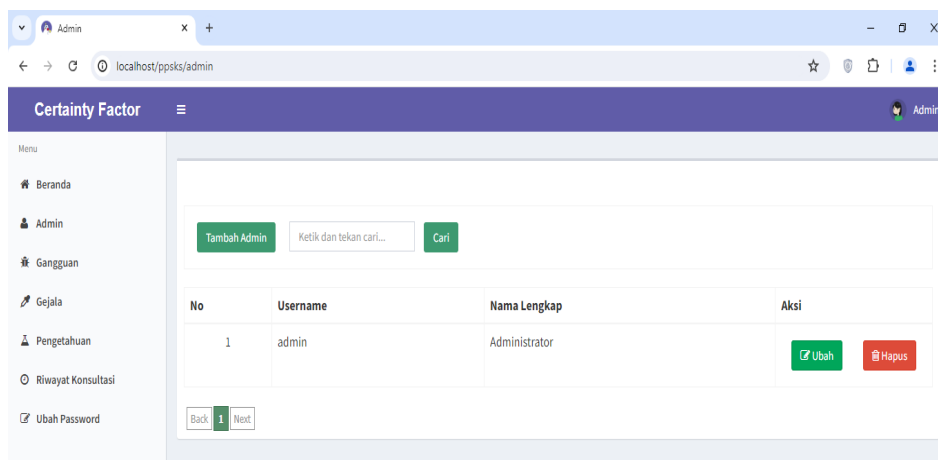 Admin
localhost/ppsks/admin
Certainty Factor
Admin
Menu
Beranda
Admin
Gangguan
Gejala
Pengetahuan
Riwayat Konsultasi
Ubah Password
Tambah Admin Ketik dan tekan cari... Cari
No Username Nama Lengkap Aksi
1 admin Administrator Ubah Hapus
Back 1 Next